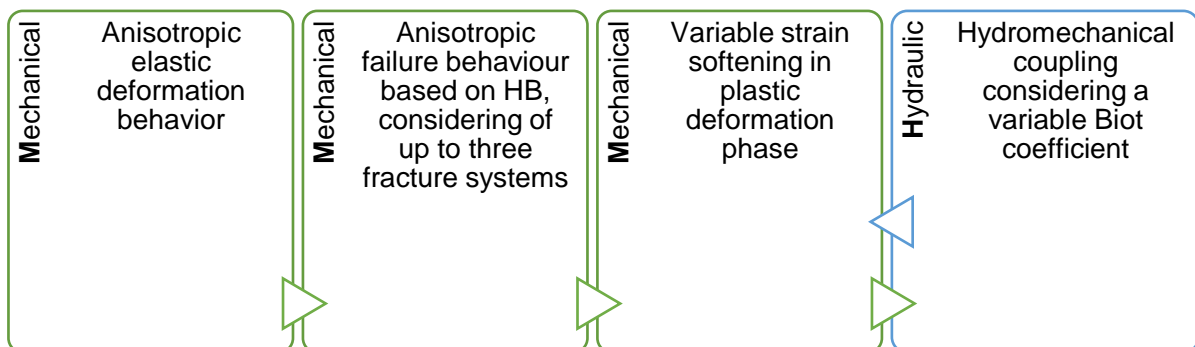 Mechanical
Anisotropic
elastic
deformation
behavior
Mechanical
Anisotropic
failure behaviour
based on HB,
considering of
up to three
fracture systems
Mechanical
Variable strain
softening in
plastic
deformation
phase
Hydraulic
Hydromechanical
coupling
considering a
variable Biot
coefficient